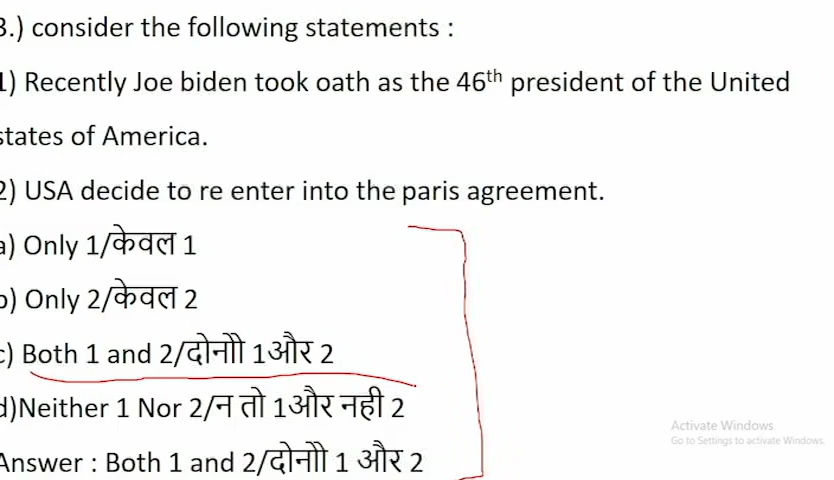 3.) consider the following statements :
1) Recently Joe biden took oath as the 46th president of the United
states of America.
2) USA decide to re enter into the paris agreement.
a) Only 1/केवल 1
b) Only 2/केवल 2
c) Both 1 and 2/दोनोो 1और 2
d)Neither 1 Nor 2/न तो 1और नही 2
Activate Windows
Go to Settings to activate Windows.
Answer : Both 1 and 2/दोनोो 1 और 2